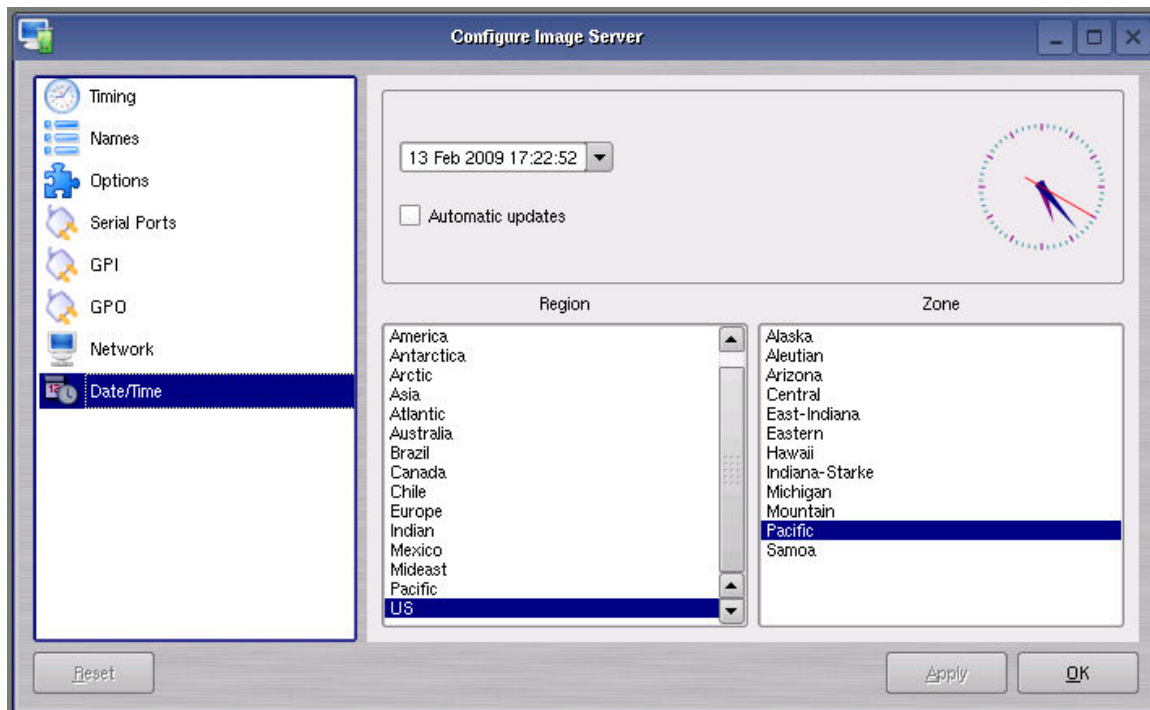 Configure Image Server
Timing
Names
Options
Serial Ports
GPI
GPO
Network
Date/Time
13 Feb 2009 17:22:52
Automatic updates
Region
America
Antarctica
Arctic
Asia
Atlantic
Australia
Brazil
Canada
Chile
Europe
Indian
Mexico
Mideast
Pacific
US
Zone
Alaska
Aleutian
Arizona
Central
East-Indiana
Eastern
Hawaii
Indiana-Starke
Michigan
Mountain
Pacific
Samoa
Reset
Apply
OK